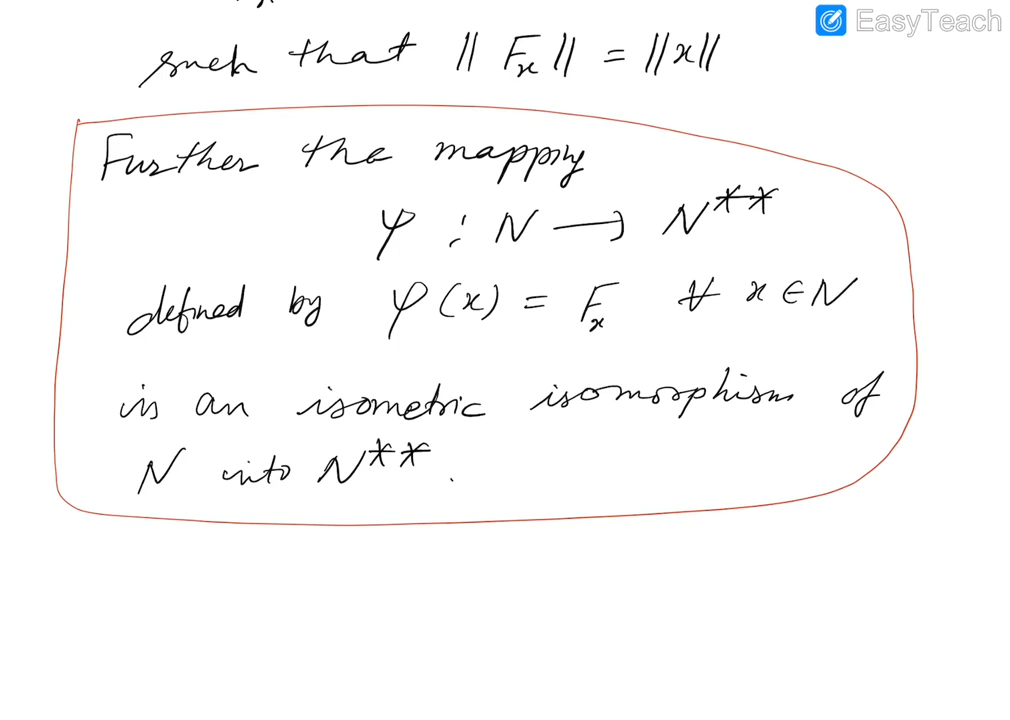 EasyTeach
such that || Fₓ || = ||x||
Further the mapping
φ : N → N**
defined by φ(x) = Fₓ ∀ x ∈ N
is an isometric isomorphism of
N into N**.